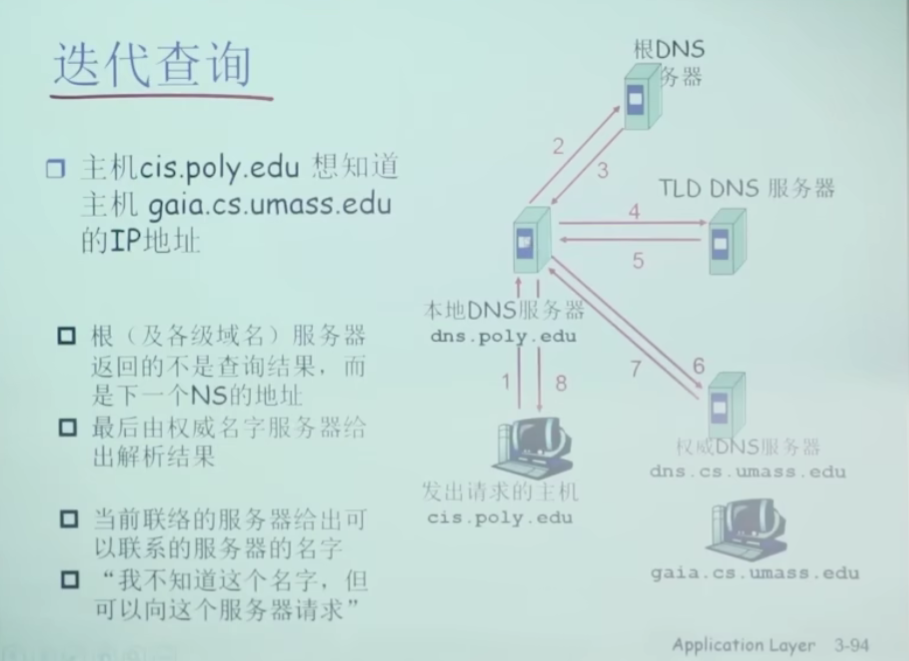 迭代查询
主机cis.poly.edu 想知道
主机 gaia.cs.umass.edu
的IP地址
根（及各级域名）服务器
返回的不是查询结果，而
是下一个NS的地址
最后由权威名字服务器给
出解析结果
当前联络的服务器给出可
以联系的服务器的名字
“我不知道这个名字，但
可以向这个服务器请求”
根DNS
务器
2
3
TLD DNS 服务器
4
5
本地DNS服务器
dns.poly.edu
1
8
7
6
权威DNS服务器
dns.cs.umass.edu
发出请求的主机
cis.poly.edu
gaia.cs.umass.edu
Application Layer 3-94